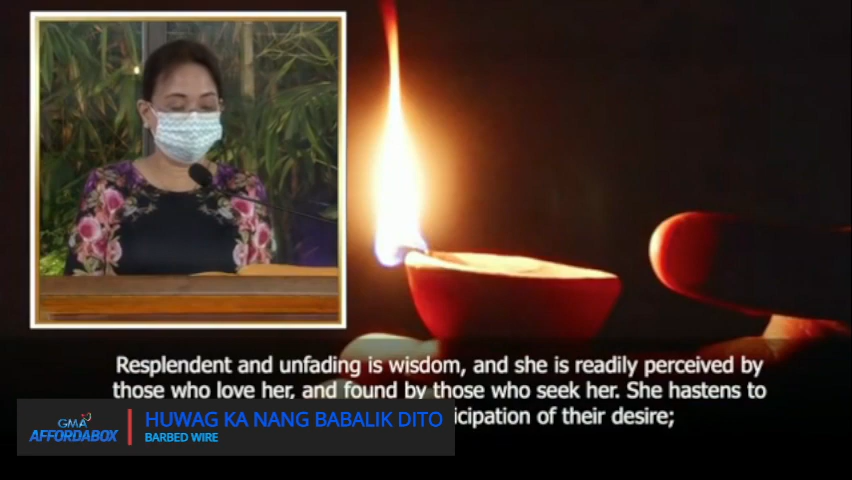 Resplendent and unfading is wisdom, and she is readily perceived by
those who love her, and found by those who seek her. She hastens to
icipation of their desire;
GMA
AFFORDABOX
HUWAG KA NANG BABALIK DITO
BARBED WIRE